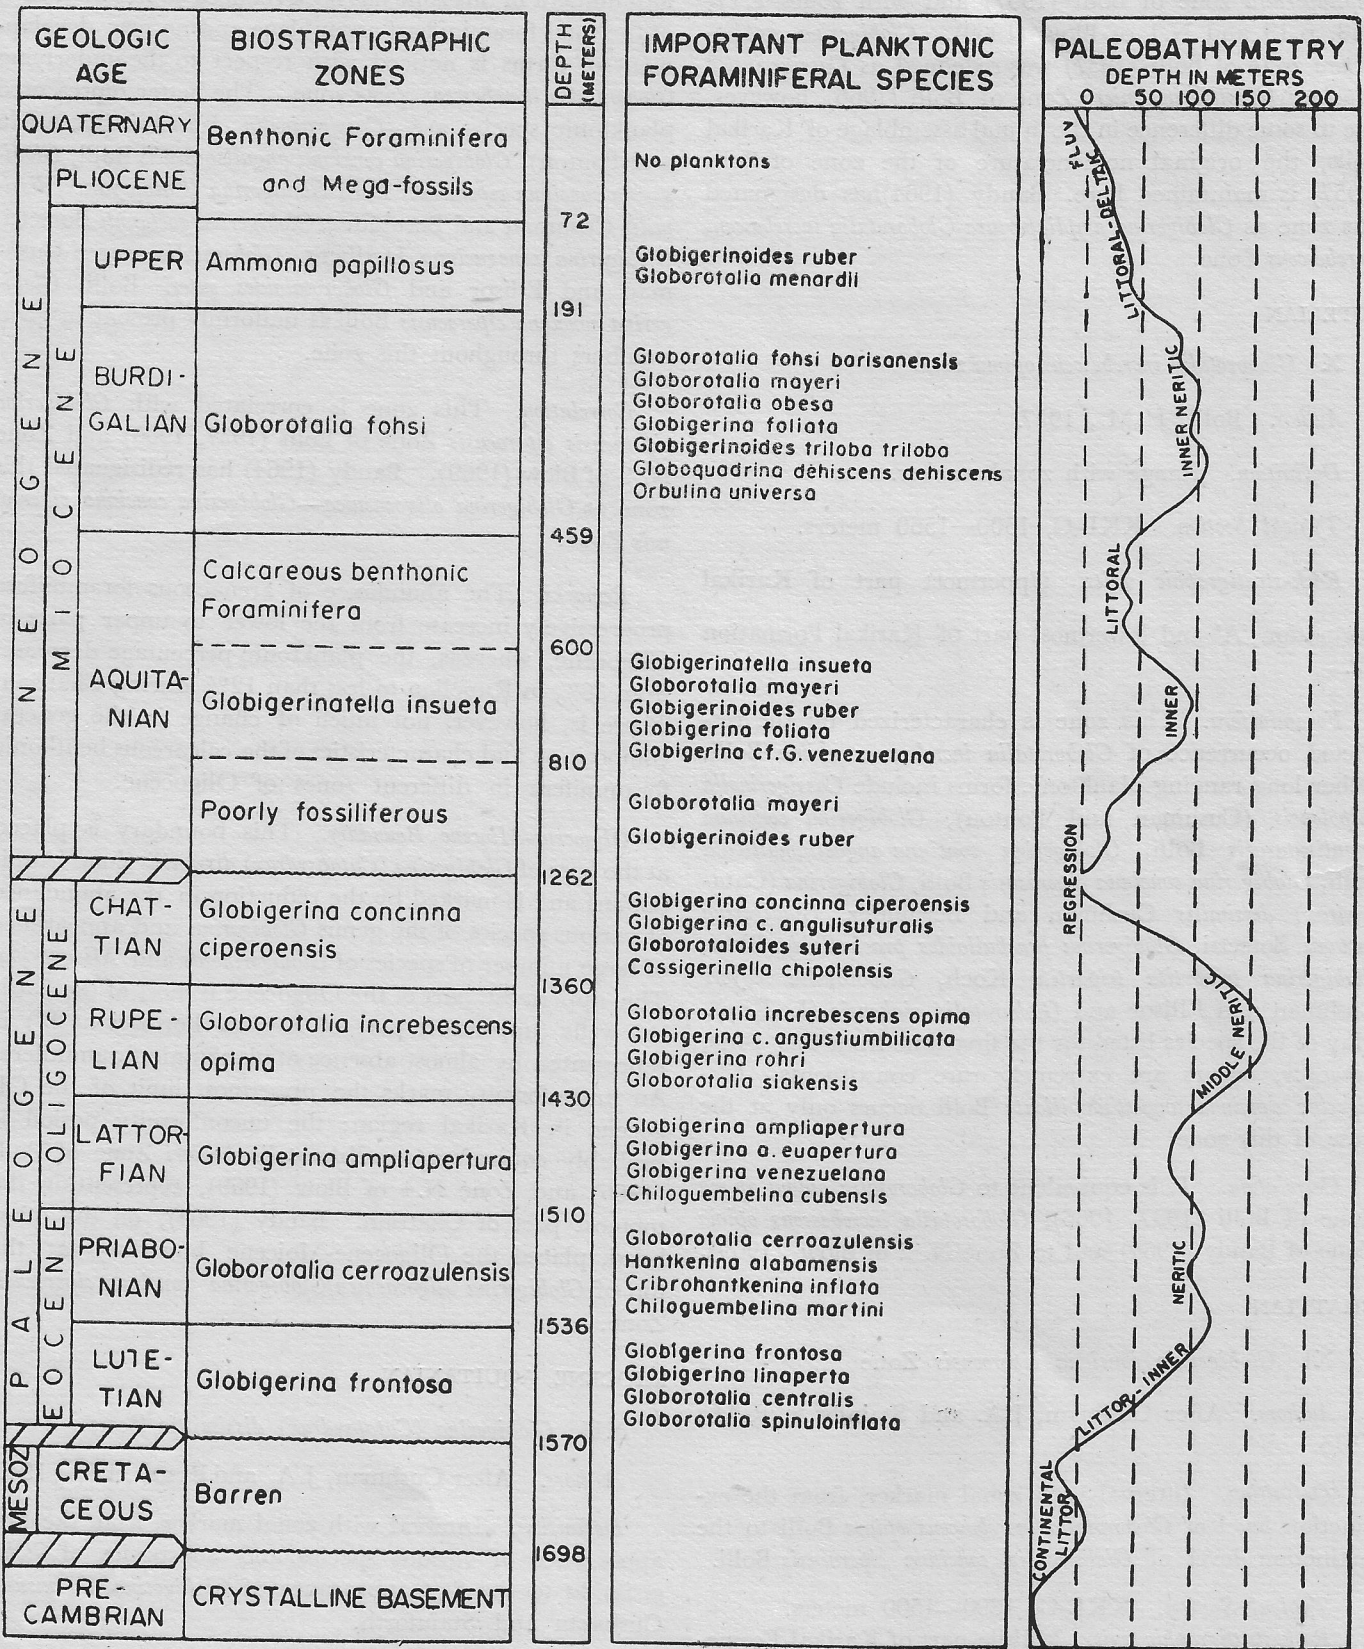 GEOLOGIC
AGE
BIOSTRATIGRAPHIC
ZONES
DEPTH
(METERS)
IMPORTANT PLANKTONIC
FORAMINIFERAL SPECIES
PALEOBATHYMETRY
DEPTH IN METERS
0 50 100 150 200
QUATERNARY
PLIOCENE
Benthonic Foraminifera
and Mega-fossils
No planktons
72
UPPER
Ammonia papillosus
Globigerinoides ruber
Globorotalia menardii
191
BURDI-
GALIAN
Globorotalia fohsi
Globorotalia fohsi barisanensis
Globorotalia mayeri
Globorotalia obesa
Globigerina foliata
Globigerinoides triloba triloba
Globoquadrina dehiscens dehiscens
Orbulina universa
459
AQUITA-
NIAN
Calcareous benthonic
Foraminifera
600
Globigerinatella insueta
Globigerinatella insueta
Globorotalia mayeri
Globigerinoides ruber
Globigerina foliata
Globigerina cf. G. venezuelana
810
Poorly fossiliferous
Globorotalia mayeri
Globigerinoides ruber
1262
CHAT-
TIAN
Globigerina concinna
ciperoensis
Globigerina concinna ciperoensis
Globigerina c. angulisuturalis
Globorotaloides suteri
Cassigerinella chipolensis
1360
RUPE-
LIAN
Globorotalia increbescens
opima
Globorotalia increbescens opima
Globigerina c. angustiumbilicata
Globigerina rohri
Globorotalia siakensis
1430
LATTOR-
FIAN
Globigerina ampliapertura
Globigerina ampliapertura
Globigerina a. euapertura
Globigerina venezuelana
Chiloguembelina cubensis
1510
PRIABO-
NIAN
Globorotalia cerroazulensis
Globorotalia cerroazulensis
Hantkenina alabamensis
Cribrohantkenina inflata
Chiloguembelina martini
1536
LUTE-
TIAN
Globigerina frontosa
Globigerina frontosa
Globigerina linaperta
Globorotalia centralis
Globorotalia spinuloinflata
1570
MESOZ
CRETA-
CEOUS
Barren
1698
PRE-
CAMBRIAN
CRYSTALLINE BASEMENT
NEOGENE
MIOCENE
PALEOGENE
OLIGOCENE
EOCENE
FLUV
LITTORAL-DELTAIC
INNER NERITIC
LITTORAL
INNER
REGRESSION
MIDDLE NERITIC
NERITIC
LITTOR-INNER
CONTINENTAL
LITTOR